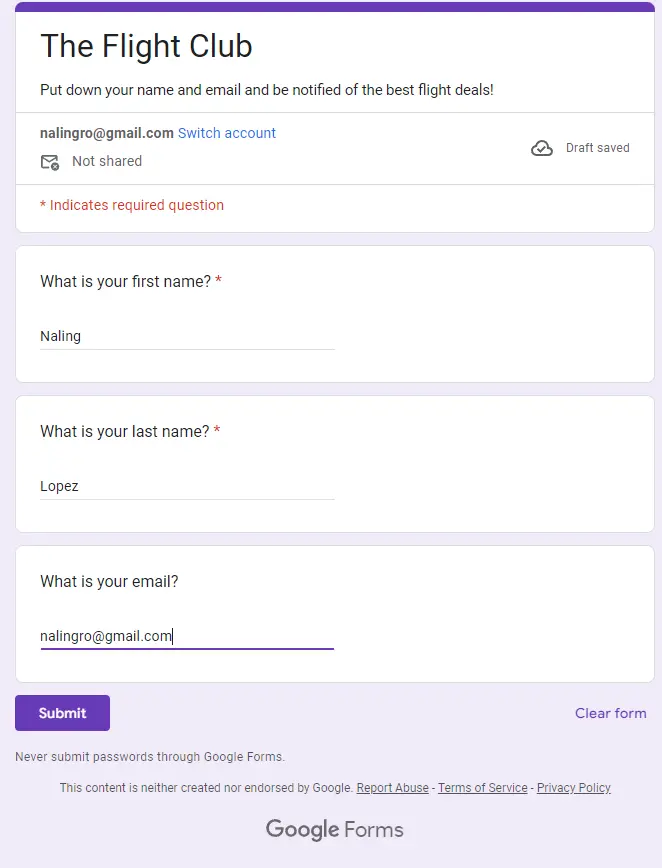 The Flight Club
Put down your name and email and be notified of the best flight deals!
nalingro@gmail.com Switch account
Draft saved
Not shared
* Indicates required question
What is your first name? *
Naling
What is your last name? *
Lopez
What is your email?
nalingro@gmail.com
Submit
Clear form
Never submit passwords through Google Forms.
This content is neither created nor endorsed by Google. Report Abuse - Terms of Service - Privacy Policy
Google Forms